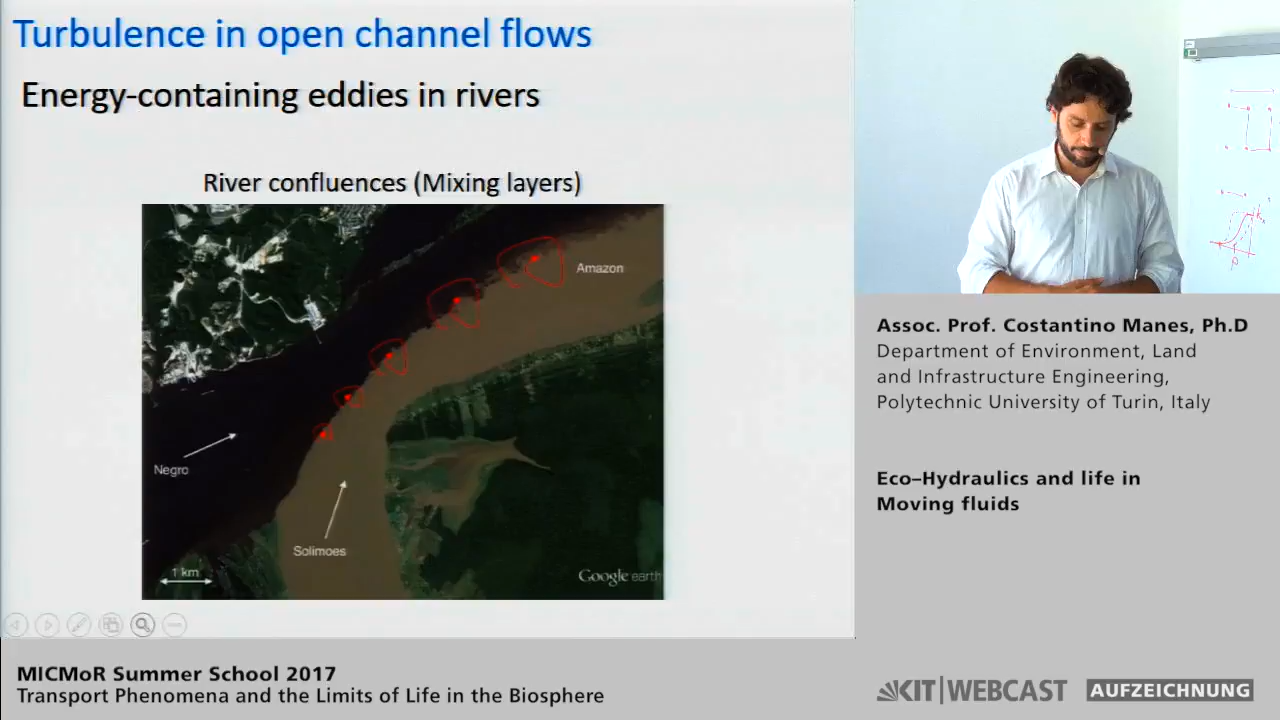 Turbulence in open channel flows
Energy-containing eddies in rivers
River confluences (Mixing layers)
Amazon
Negro
Solimoes
1 km
Google earth
Assoc. Prof. Costantino Manes, Ph.D
Department of Environment, Land
and Infrastructure Engineering,
Polytechnic University of Turin, Italy
Eco–Hydraulics and life in
Moving fluids
MICMoR Summer School 2017
Transport Phenomena and the Limits of Life in the Biosphere
KIT|WEBCAST
AUFZEICHNUNG